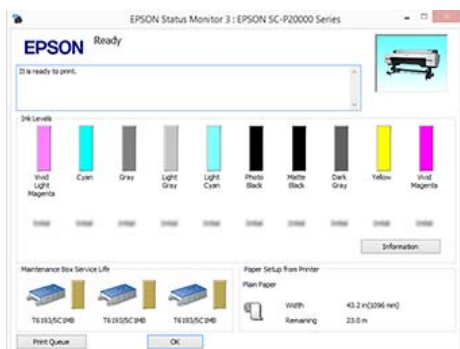 EPSON Status Monitor 3 : EPSON SC-P20000 Series
EPSON
Ready
It is ready to print.
Ink Levels
Vivid Light Magenta
Cyan
Gray
Light Gray
Light Cyan
Photo Black
Matte Black
Dark Gray
Yellow
Vivid Magenta
Information
Maintenance Box Service Life
T6193/SC1MB
T6193/SC1MB
T6193/SC1MB
Paper Setup from Printer
Plain Paper
Width 43.2 in(1096 mm)
Remaining 23.0 m
Print Queue
OK